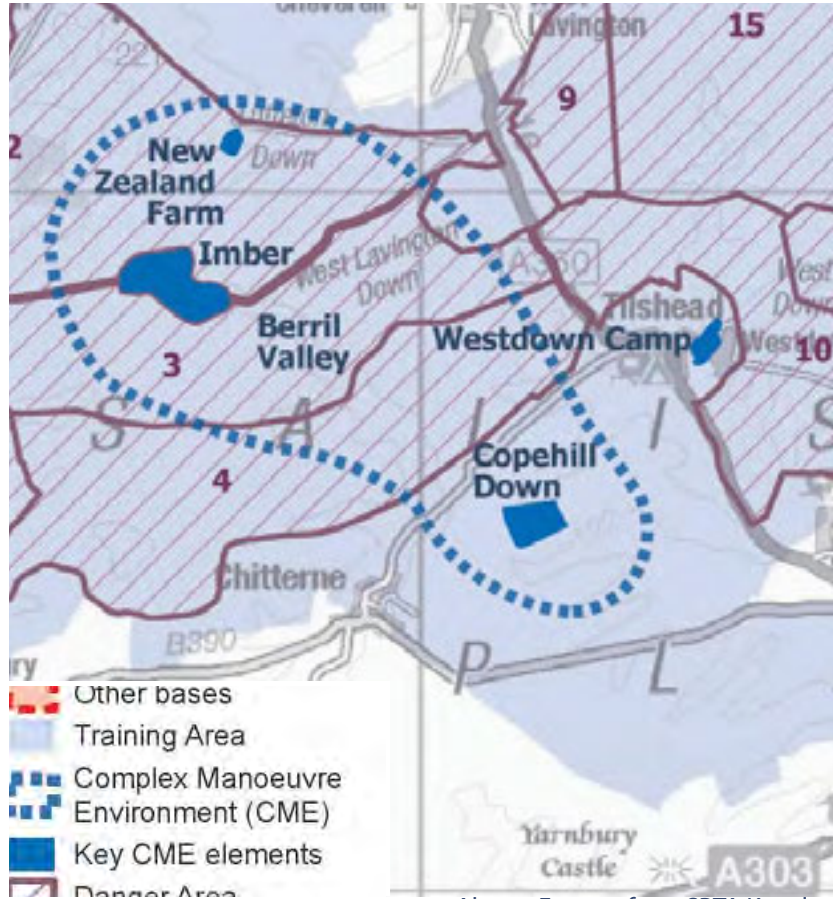 Lavington
15
22
9
2
New
Zealand
Farm
Down
Imber
West Lavington
Down
A360
Berril
Valley
Tilshead
Westdown Camp
West
Down
10
3
S A L I S
4
Copehill
Down
Chitterne
B390
P L
Other bases
Training Area
Complex Manoeuvre
Environment (CME)
Key CME elements
Danger Area
Yarnbury
Castle
A303